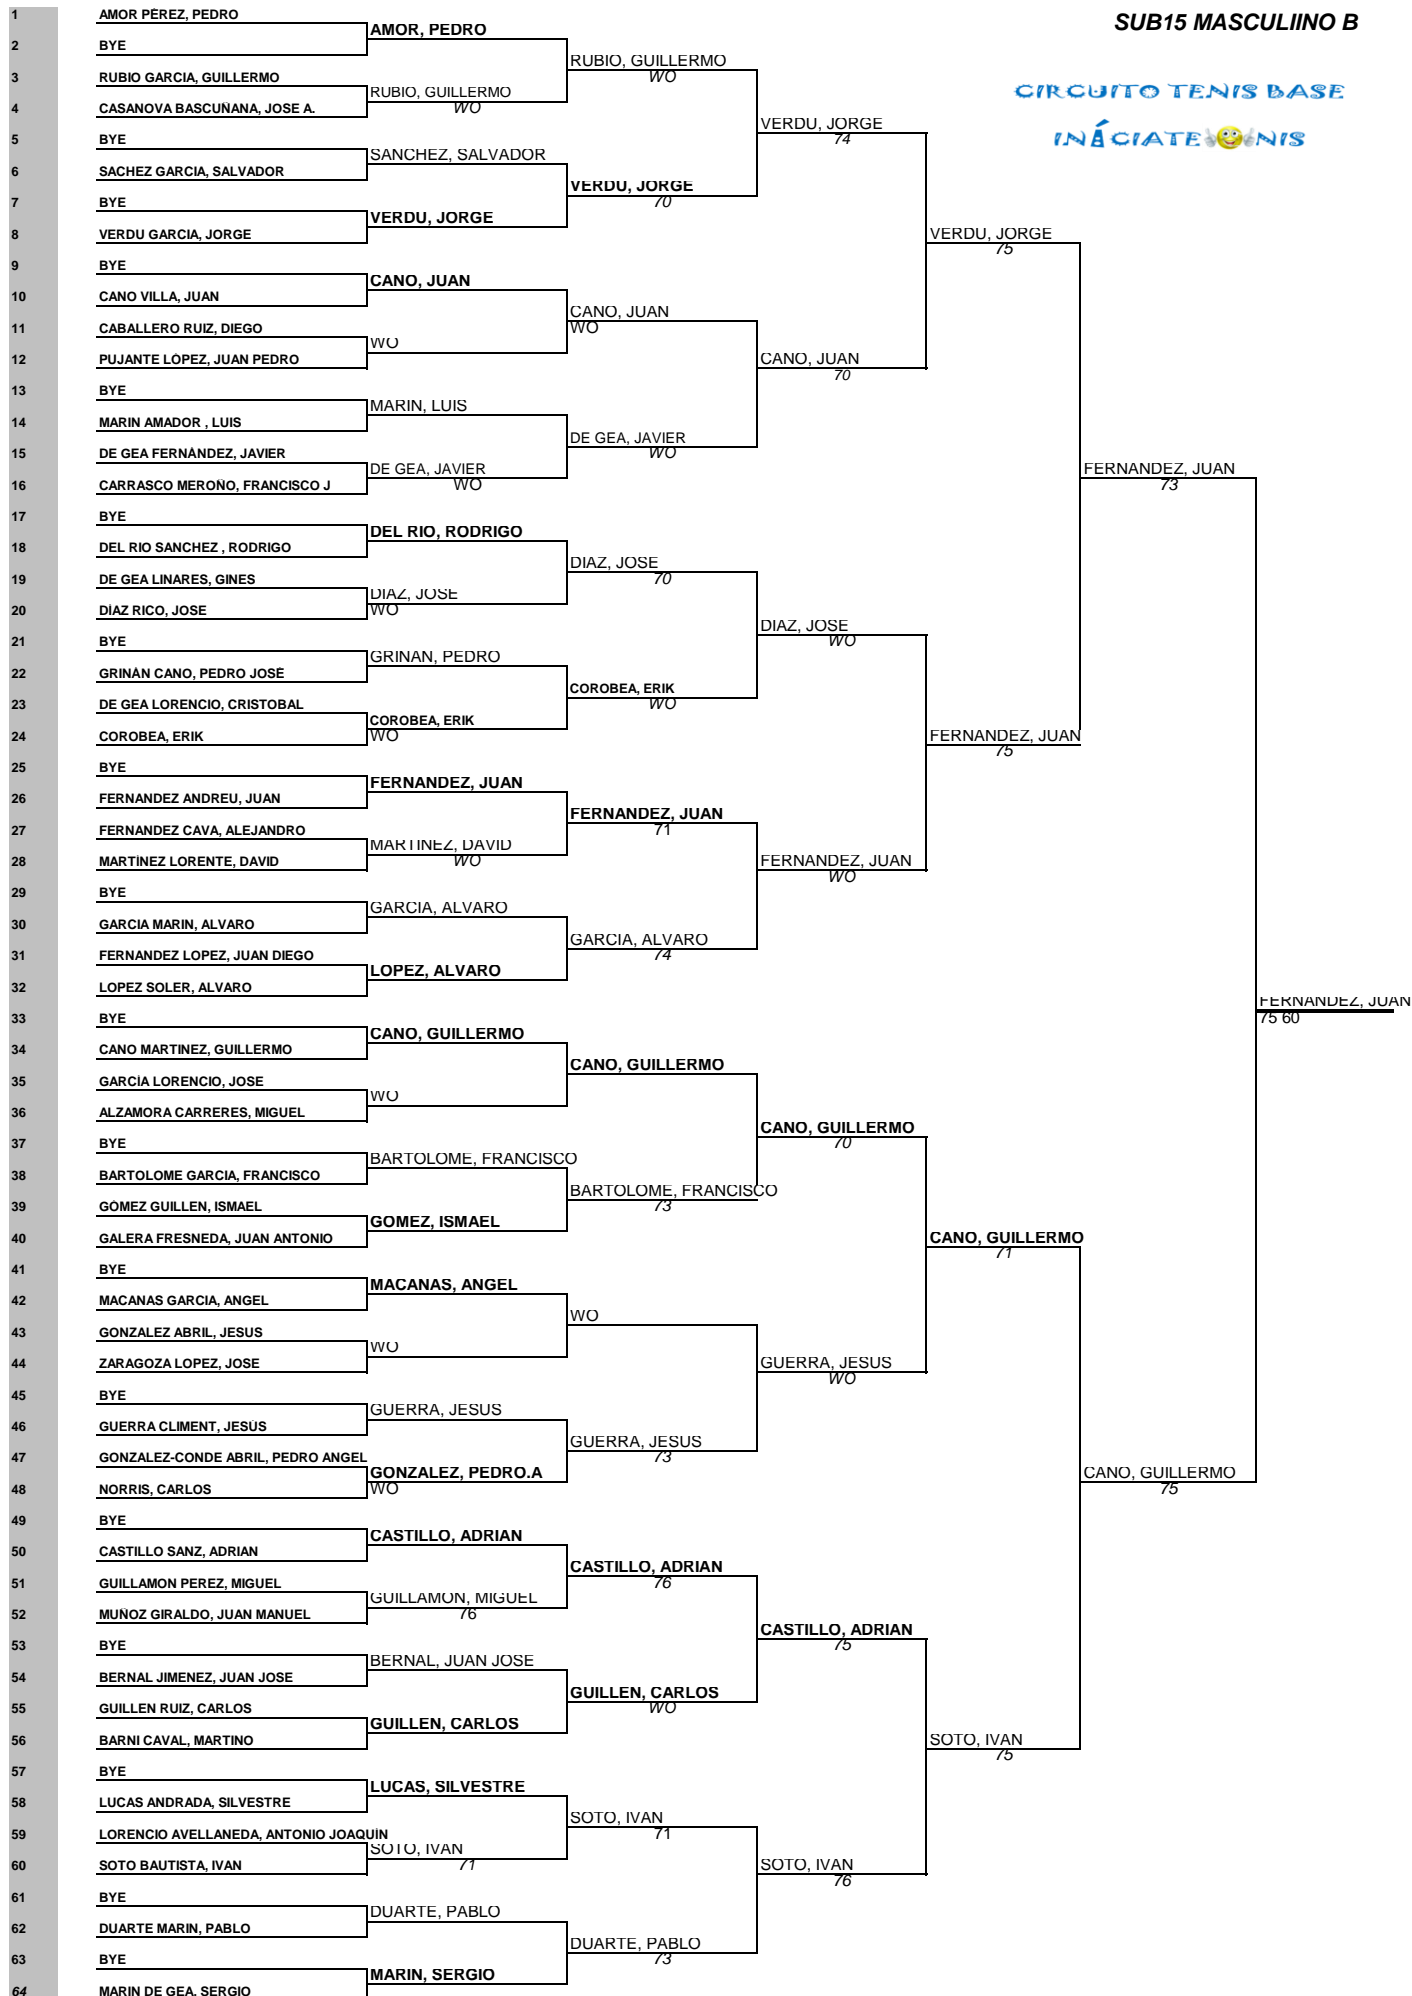 SUB15 MASCULIINO B
CIRCUITO TENIS BASE
INÁCIATE NIS
1 AMOR PÉREZ, PEDRO
AMOR, PEDRO
2 BYE
RUBIO, GUILLERMO
WO
3 RUBIO GARCIA, GUILLERMO
RUBIO, GUILLERMO
WO
4 CASANOVA BASCUÑANA, JOSE A.
VERDU, JORGE
74
5 BYE
SANCHEZ, SALVADOR
6 SACHEZ GARCIA, SALVADOR
VERDU, JORGE
70
7 BYE
VERDU, JORGE
8 VERDU GARCIA, JORGE
VERDU, JORGE
75
9 BYE
CANO, JUAN
10 CANO VILLA, JUAN
CANO, JUAN
WO
11 CABALLERO RUIZ, DIEGO
WO
12 PUJANTE LÓPEZ, JUAN PEDRO
CANO, JUAN
70
13 BYE
MARIN, LUIS
14 MARIN AMADOR , LUIS
DE GEA, JAVIER
WO
15 DE GEA FERNÁNDEZ, JAVIER
DE GEA, JAVIER
WO
16 CARRASCO MEROÑO, FRANCISCO J
FERNANDEZ, JUAN
73
17 BYE
DEL RIO, RODRIGO
18 DEL RIO SANCHEZ , RODRIGO
DIAZ, JOSE
70
19 DE GEA LINARES, GINES
DIAZ, JOSE
WO
20 DÍAZ RICO, JOSE
DIAZ, JOSE
WO
21 BYE
GRIÑAN, PEDRO
22 GRIÑÁN CANO, PEDRO JOSÉ
COROBEA, ERIK
WO
23 DE GEA LORENCIO, CRISTOBAL
COROBEA, ERIK
WO
24 COROBEA, ERIK
FERNANDEZ, JUAN
75
25 BYE
FERNANDEZ, JUAN
26 FERNANDEZ ANDREU, JUAN
FERNANDEZ, JUAN
71
27 FERNANDEZ CAVA, ALEJANDRO
MARTINEZ, DAVID
WO
28 MARTÍNEZ LORENTE, DAVID
FERNANDEZ, JUAN
WO
29 BYE
GARCIA, ALVARO
30 GARCIA MARIN, ALVARO
GARCIA, ALVARO
74
31 FERNANDEZ LOPEZ, JUAN DIEGO
LOPEZ, ALVARO
32 LOPEZ SOLER, ALVARO
FERNANDEZ, JUAN
75 60
33 BYE
CANO, GUILLERMO
34 CANO MARTINEZ, GUILLERMO
CANO, GUILLERMO
35 GARCÍA LORENCIO, JOSE
WO
36 ALZAMORA CARRERES, MIGUEL
CANO, GUILLERMO
70
37 BYE
BARTOLOME, FRANCISCO
38 BARTOLOME GARCIA, FRANCISCO
BARTOLOME, FRANCISCO
73
39 GÓMEZ GUILLEN, ISMAEL
GOMEZ, ISMAEL
40 GALERA FRESNEDA, JUAN ANTONIO
CANO, GUILLERMO
71
41 BYE
MACANAS, ANGEL
42 MACANAS GARCIA, ANGEL
WO
43 GONZALEZ ABRIL, JESUS
WO
44 ZARAGOZA LOPEZ, JOSE
GUERRA, JESUS
WO
45 BYE
GUERRA, JESUS
46 GUERRA CLIMENT, JESÚS
GUERRA, JESUS
73
47 GONZALEZ-CONDE ABRIL, PEDRO ANGEL
GONZALEZ, PEDRO.A
WO
48 NORRIS, CARLOS
CANO, GUILLERMO
75
49 BYE
CASTILLO, ADRIAN
50 CASTILLO SANZ, ADRIAN
CASTILLO, ADRIAN
76
51 GUILLAMON PEREZ, MIGUEL
GUILLAMON, MIGUEL
76
52 MUÑOZ GIRALDO, JUAN MANUEL
CASTILLO, ADRIAN
75
53 BYE
BERNAL, JUAN JOSE
54 BERNAL JIMENEZ, JUAN JOSE
GUILLEN, CARLOS
WO
55 GUILLEN RUIZ, CARLOS
GUILLEN, CARLOS
56 BARNI CAVAL, MARTINO
SOTO, IVAN
75
57 BYE
LUCAS, SILVESTRE
58 LUCAS ANDRADA, SILVESTRE
SOTO, IVAN
71
59 LORENCIO AVELLANEDA, ANTONIO JOAQUÍN
SOTO, IVAN
71
60 SOTO BAUTISTA, IVAN
SOTO, IVAN
76
61 BYE
DUARTE, PABLO
62 DUARTE MARIN, PABLO
DUARTE, PABLO
73
63 BYE
MARIN, SERGIO
64 MARIN DE GEA, SERGIO